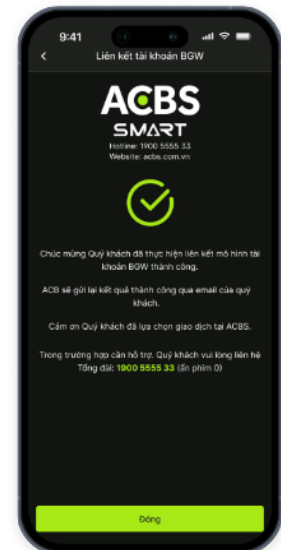 9:41
Liên kết tài khoản BGW
ACBS
SMART
Hotline: 1900 5555 33
Website: acbs.com.vn
Chúc mừng Quý khách đã thực hiện liên kết mô hình tài
khoản BGW thành công.
ACB sẽ gửi lại kết quả thành công qua email của quý
khách.
Cảm ơn Quý khách đã lựa chọn giao dịch tại ACBS.
Trong trường hợp cần hỗ trợ. Quý khách vui lòng liên hệ
Tổng đài: 1900 5555 33 (ấn phím 0)
Đóng